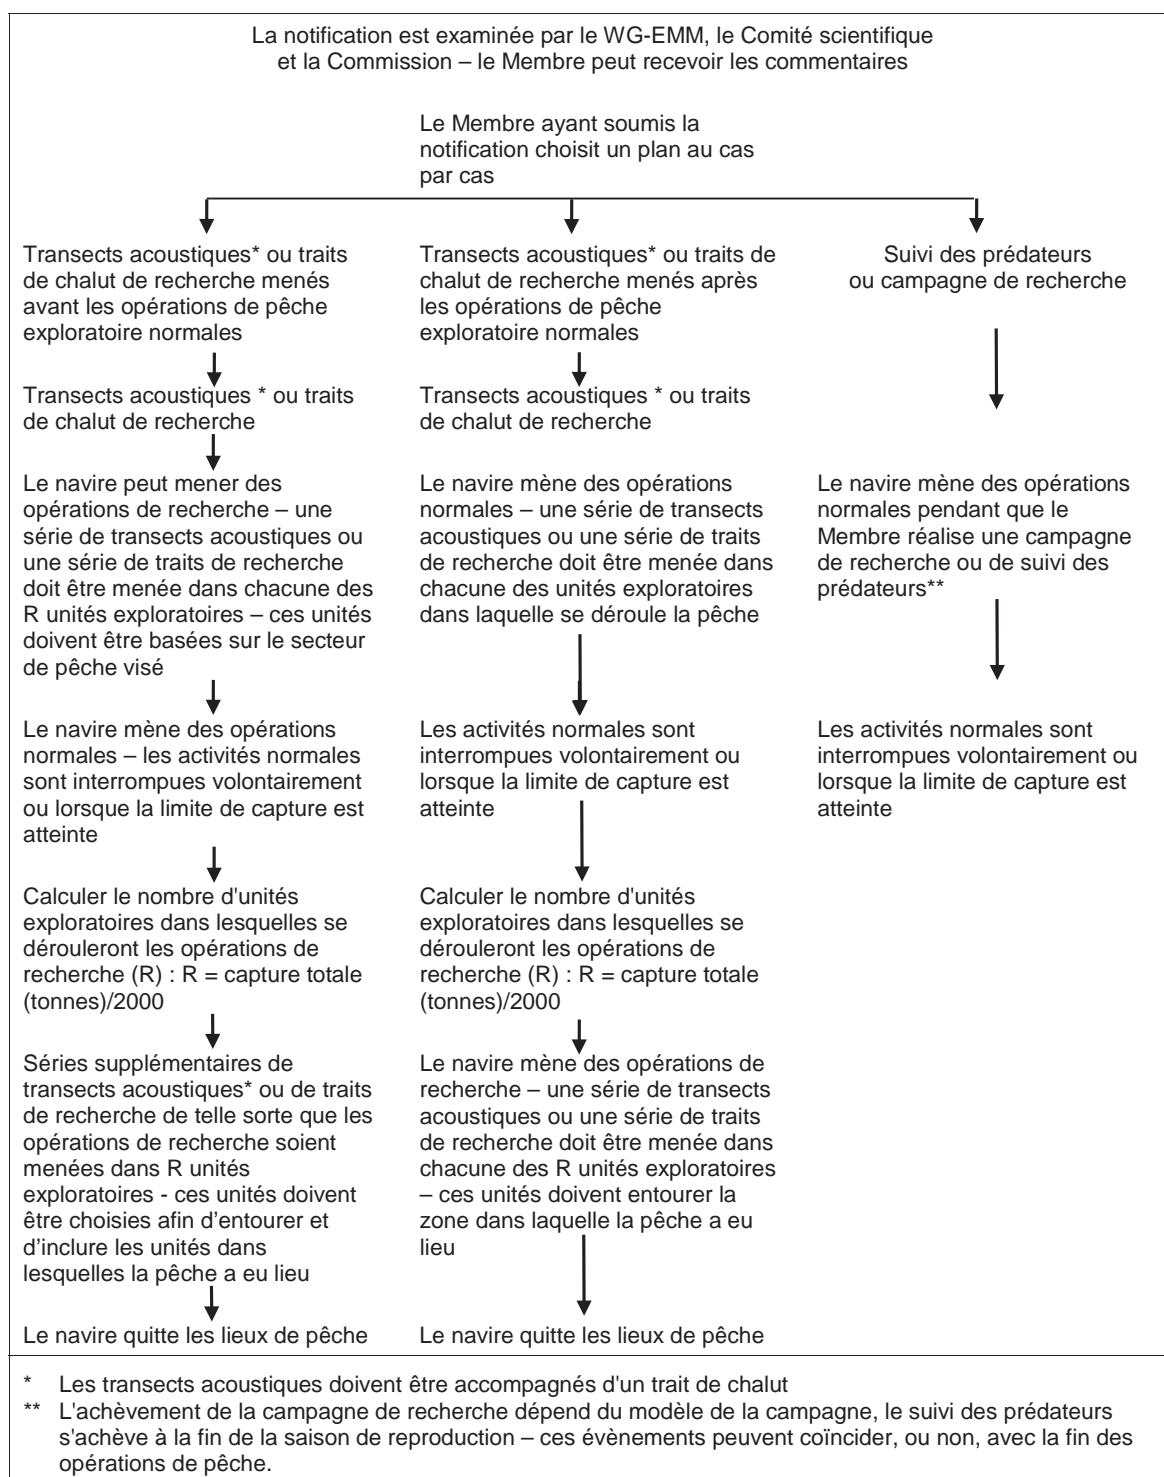 La notification est examinée par le WG-EMM, le Comité scientifique
et la Commission – le Membre peut recevoir les commentaires
Le Membre ayant soumis la
notification choisit un plan au cas
par cas
Transects acoustiques* ou traits
de chalut de recherche menés
avant les opérations de pêche
exploratoire normales
Transects acoustiques * ou traits
de chalut de recherche
Le navire peut mener des
opérations de recherche – une
série de transects acoustiques ou
une série de traits de recherche
doit être menée dans chacune des
R unités exploratoires – ces unités
doivent être basées sur le secteur
de pêche visé
Le navire mène des opérations
normales – les activités normales
sont interrompues volontairement
ou lorsque la limite de capture est
atteinte
Calculer le nombre d'unités
exploratoires dans lesquelles se
dérouleront les opérations de
recherche (R) : R = capture totale
(tonnes)/2000
Séries supplémentaires de
transects acoustiques* ou de traits
de recherche de telle sorte que les
opérations de recherche soient
menées dans R unités
exploratoires - ces unités doivent
être choisies afin d'entourer et
d'inclure les unités dans
lesquelles la pêche a eu lieu
Le navire quitte les lieux de pêche
Transects acoustiques* ou traits de
chalut de recherche menés après
les opérations de pêche
exploratoire normales
Transects acoustiques * ou traits
de chalut de recherche
Le navire mène des opérations
normales – une série de transects
acoustiques ou une série de traits
de recherche doit être menée dans
chacune des unités exploratoires
dans laquelle se déroule la pêche
Les activités normales sont
interrompues volontairement ou
lorsque la limite de capture est
atteinte
Calculer le nombre d'unités
exploratoires dans lesquelles se
dérouleront les opérations de
recherche (R) : R = capture totale
(tonnes)/2000
Le navire mène des opérations de
recherche – une série de transects
acoustiques ou une série de traits
de recherche doit être menée dans
chacune des R unités exploratoires
– ces unités doivent entourer la
zone dans laquelle la pêche a eu
lieu
Le navire quitte les lieux de pêche
Suivi des prédateurs
ou campagne de recherche
Le navire mène des opérations
normales pendant que le
Membre réalise une campagne
de recherche ou de suivi des
prédateurs**
Les activités normales sont
interrompues volontairement ou
lorsque la limite de capture est
atteinte
* Les transects acoustiques doivent être accompagnés d'un trait de chalut
** L'achèvement de la campagne de recherche dépend du modèle de la campagne, le suivi des prédateurs
s'achève à la fin de la saison de reproduction – ces évènements peuvent coïncider, ou non, avec la fin des
opérations de pêche.